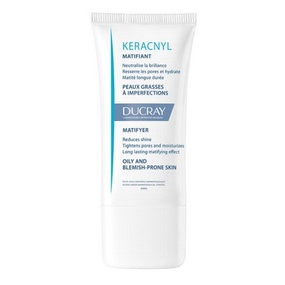 KERACNYL
MATIFIANT
Neutralise la brillance
Resserre les pores et hydrate
Matité longue durée
PEAUX GRASSES
À IMPERFECTIONS
DUCRAY
MATIFYER
Reduces shine
Tightens pores and moisturizes
Long lasting matifying effect
OILY AND
BLEMISH-PRONE SKIN